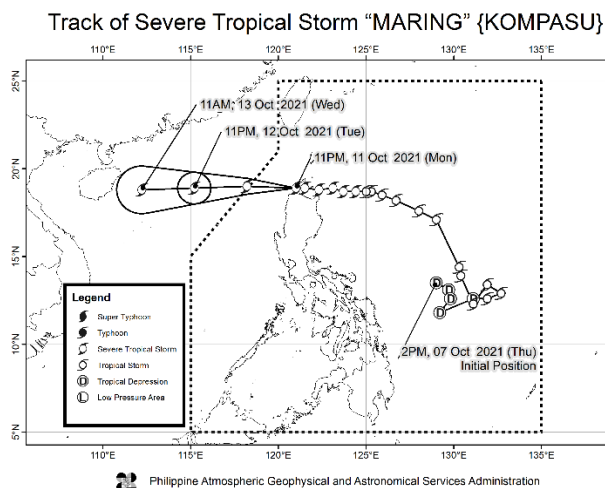 Track of Severe Tropical Storm “MARING” {KOMPASU}
110°E 115°E 120°E 125°E 130°E 135°E
25°N
11AM, 13 Oct 2021 (Wed)
11PM, 12 Oct 2021 (Tue)
20°N
11PM, 11 Oct 2021 (Mon)
15°N
D
D
D
D
D
Legend
Super Typhoon
Typhoon
Severe Tropical Storm
Tropical Storm
D Tropical Depression
L Low Pressure Area
10°N
2PM, 07 Oct 2021 (Thu)
Initial Position
5°N
110°E 115°E 120°E 125°E 130°E 135°E
Philippine Atmospheric Geophysical and Astronomical Services Administration